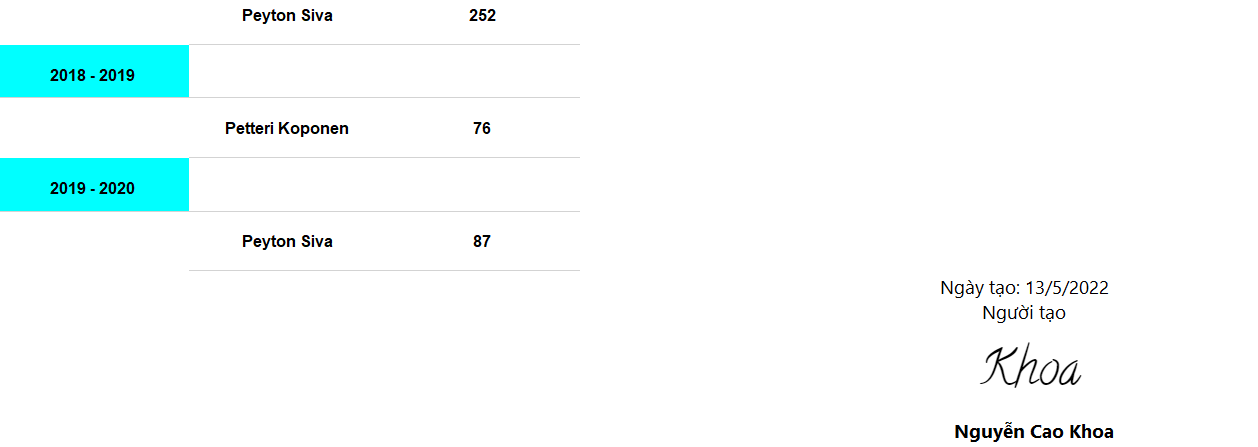 Peyton Siva 252
2018 - 2019
Petteri Koponen 76
2019 - 2020
Peyton Siva 87
Ngày tạo: 13/5/2022
Người tạo
Khoa
Nguyễn Cao Khoa